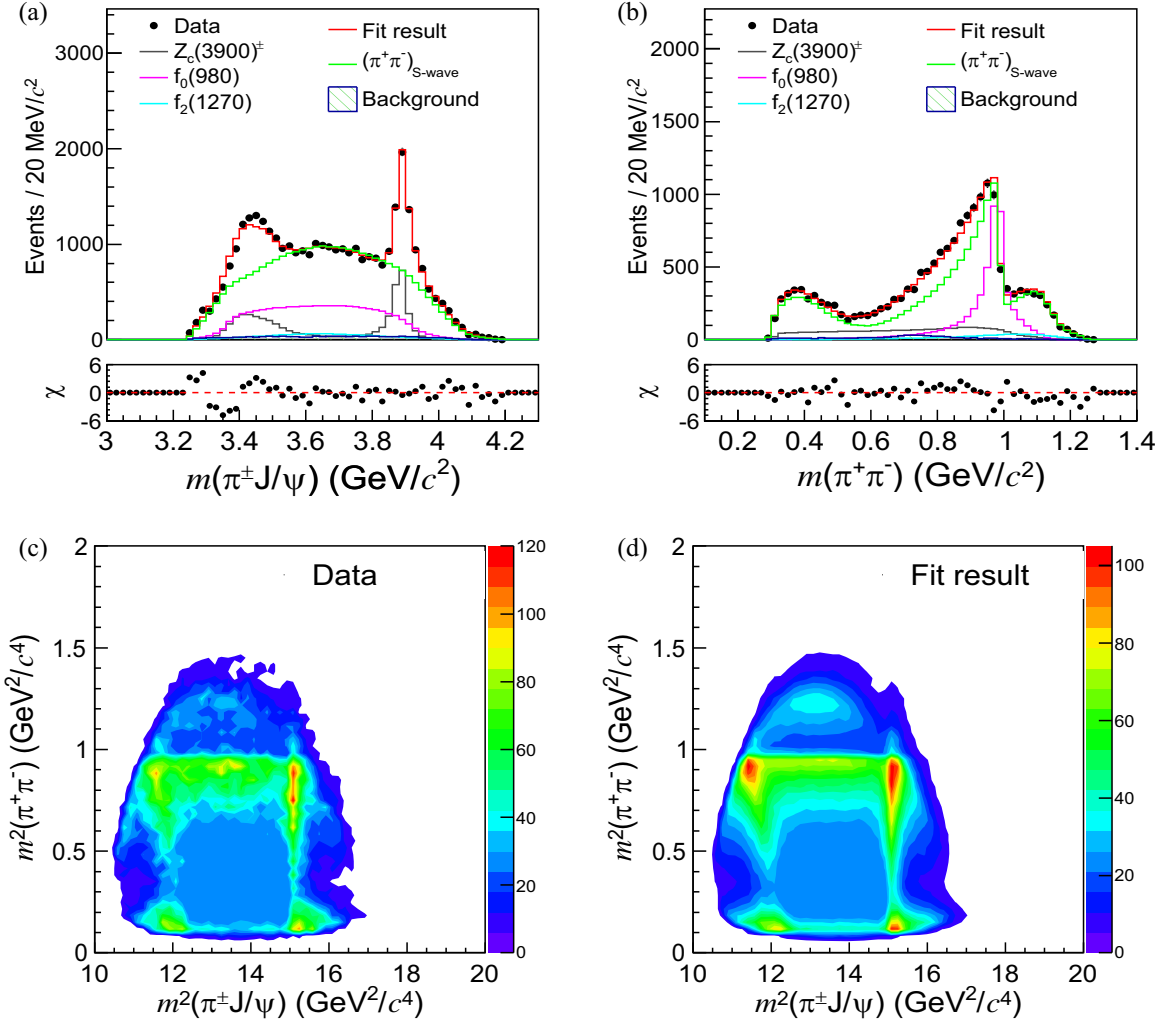 (a)
Data
Fit result
Z_c(3900)^±
(π⁺π⁻)_S-wave
f₀(980)
Background
f₂(1270)
Events / 20 MeV/c²
3000
2000
1000
0
χ
6
0
-6
3 3.2 3.4 3.6 3.8 4 4.2
m(π^±J/ψ) (GeV/c²)
(b)
Data
Fit result
Z_c(3900)^±
(π⁺π⁻)_S-wave
f₀(980)
Background
f₂(1270)
Events / 20 MeV/c²
2000
1500
1000
500
0
χ
6
0
-6
0.2 0.4 0.6 0.8 1 1.2 1.4
m(π⁺π⁻) (GeV/c²)
(c)
Data
m²(π⁺π⁻) (GeV²/c⁴)
2
1.5
1
0.5
0
10 12 14 16 18 20
m²(π^±J/ψ) (GeV²/c⁴)
120
100
80
60
40
20
0
(d)
Fit result
m²(π⁺π⁻) (GeV²/c⁴)
2
1.5
1
0.5
0
10 12 14 16 18 20
m²(π^±J/ψ) (GeV²/c⁴)
100
80
60
40
20
0